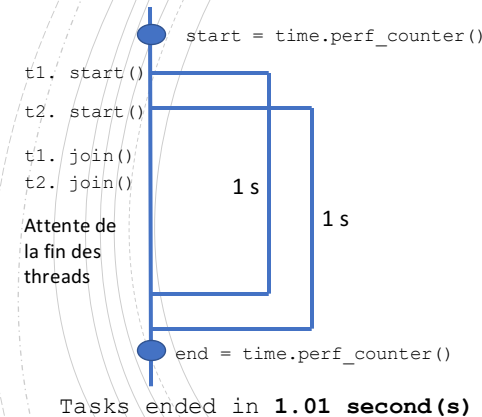 start = time.perf_counter()
t1. start()
t2. start()
t1. join()
t2. join()
1 s
1 s
Attente de
la fin des
threads
end = time.perf_counter()
Tasks ended in 1.01 second(s)